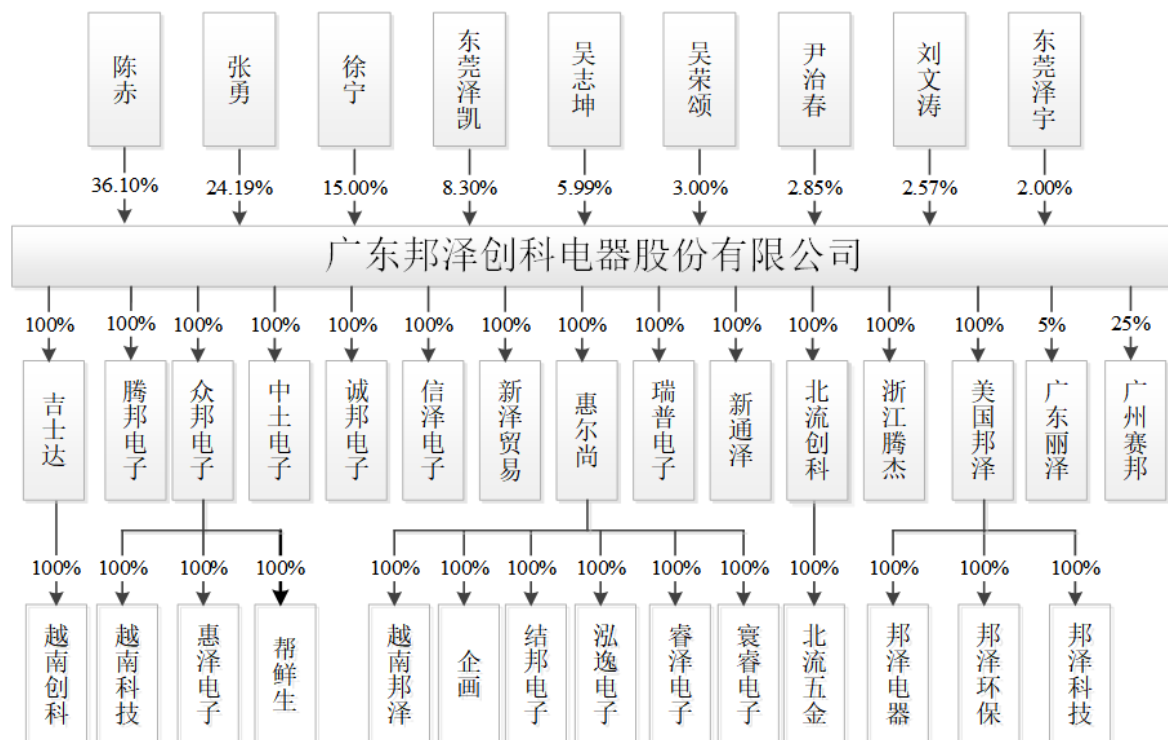 陈赤
张勇
徐宁
东莞泽凯
吴志坤
吴荣颂
尹治春
刘文涛
东莞泽宇
36.10%
24.19%
15.00%
8.30%
5.99%
3.00%
2.85%
2.57%
2.00%
广东邦泽创科电器股份有限公司
100%
100%
100%
100%
100%
100%
100%
100%
100%
100%
100%
100%
100%
5%
25%
吉士达
腾邦电子
众邦电子
中土电子
诚邦电子
信泽电子
新泽贸易
惠尔尚
瑞普电子
新通泽
北流创科
浙江腾杰
美国邦泽
广东丽泽
广州赛邦
100%
100%
100%
100%
100%
100%
100%
100%
100%
100%
100%
100%
100%
100%
越南创科
越南科技
惠泽电子
帮鲜生
越南邦泽
企画
结邦电子
泓逸电子
睿泽电子
寰睿电子
北流五金
邦泽电器
邦泽环保
邦泽科技